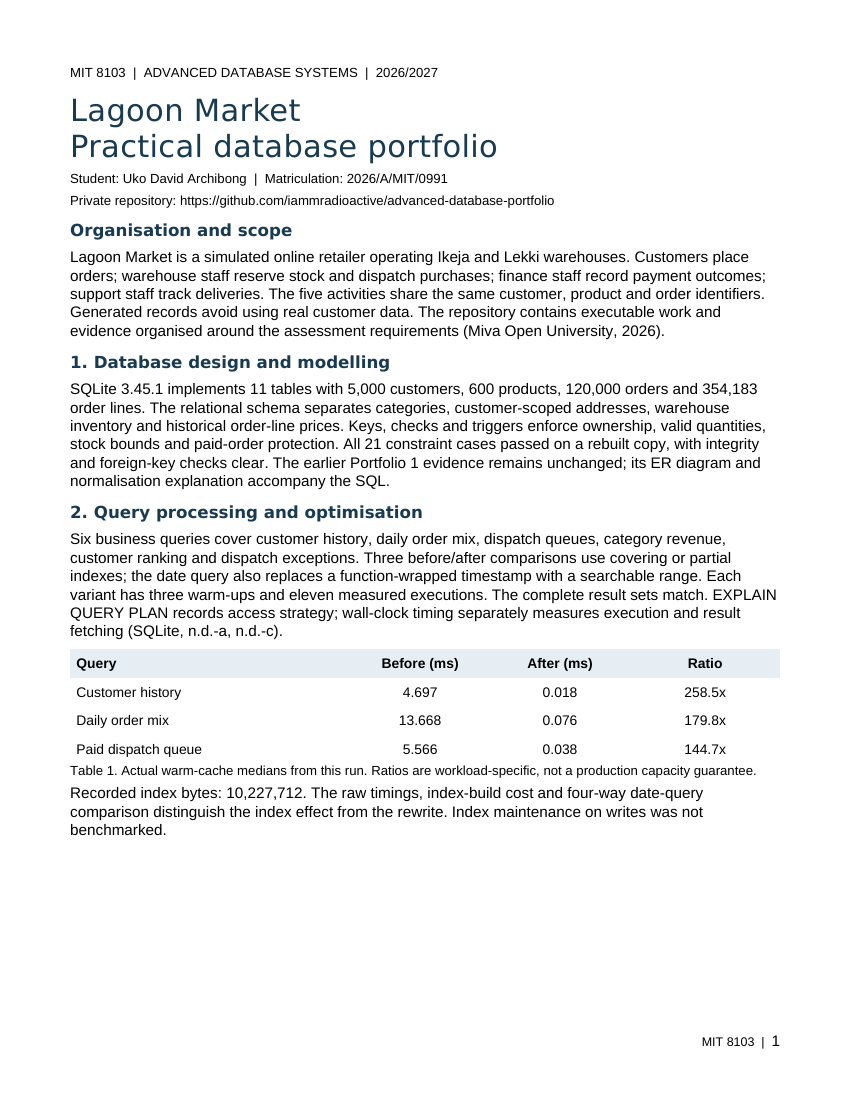 MIT 8103 | ADVANCED DATABASE SYSTEMS | 2026/2027
Lagoon Market
Practical database portfolio
Student: Uko David Archibong | Matriculation: 2026/A/MIT/0991
Private repository: https://github.com/iammradioactive/advanced-database-portfolio
Organisation and scope
Lagoon Market is a simulated online retailer operating Ikeja and Lekki warehouses. Customers place
orders; warehouse staff reserve stock and dispatch purchases; finance staff record payment outcomes;
support staff track deliveries. The five activities share the same customer, product and order identifiers.
Generated records avoid using real customer data. The repository contains executable work and
evidence organised around the assessment requirements (Miva Open University, 2026).
1. Database design and modelling
SQLite 3.45.1 implements 11 tables with 5,000 customers, 600 products, 120,000 orders and 354,183
order lines. The relational schema separates categories, customer-scoped addresses, warehouse
inventory and historical order-line prices. Keys, checks and triggers enforce ownership, valid quantities,
stock bounds and paid-order protection. All 21 constraint cases passed on a rebuilt copy, with integrity
and foreign-key checks clear. The earlier Portfolio 1 evidence remains unchanged; its ER diagram and
normalisation explanation accompany the SQL.
2. Query processing and optimisation
Six business queries cover customer history, daily order mix, dispatch queues, category revenue,
customer ranking and dispatch exceptions. Three before/after comparisons use covering or partial
indexes; the date query also replaces a function-wrapped timestamp with a searchable range. Each
variant has three warm-ups and eleven measured executions. The complete result sets match. EXPLAIN
QUERY PLAN records access strategy; wall-clock timing separately measures execution and result
fetching (SQLite, n.d.-a, n.d.-c).
Query Before (ms) After (ms) Ratio
Customer history 4.697 0.018 258.5x
Daily order mix 13.668 0.076 179.8x
Paid dispatch queue 5.566 0.038 144.7x
Table 1. Actual warm-cache medians from this run. Ratios are workload-specific, not a production capacity guarantee.
Recorded index bytes: 10,227,712. The raw timings, index-build cost and four-way date-query
comparison distinguish the index effect from the rewrite. Index maintenance on writes was not
benchmarked.
MIT 8103 | 1